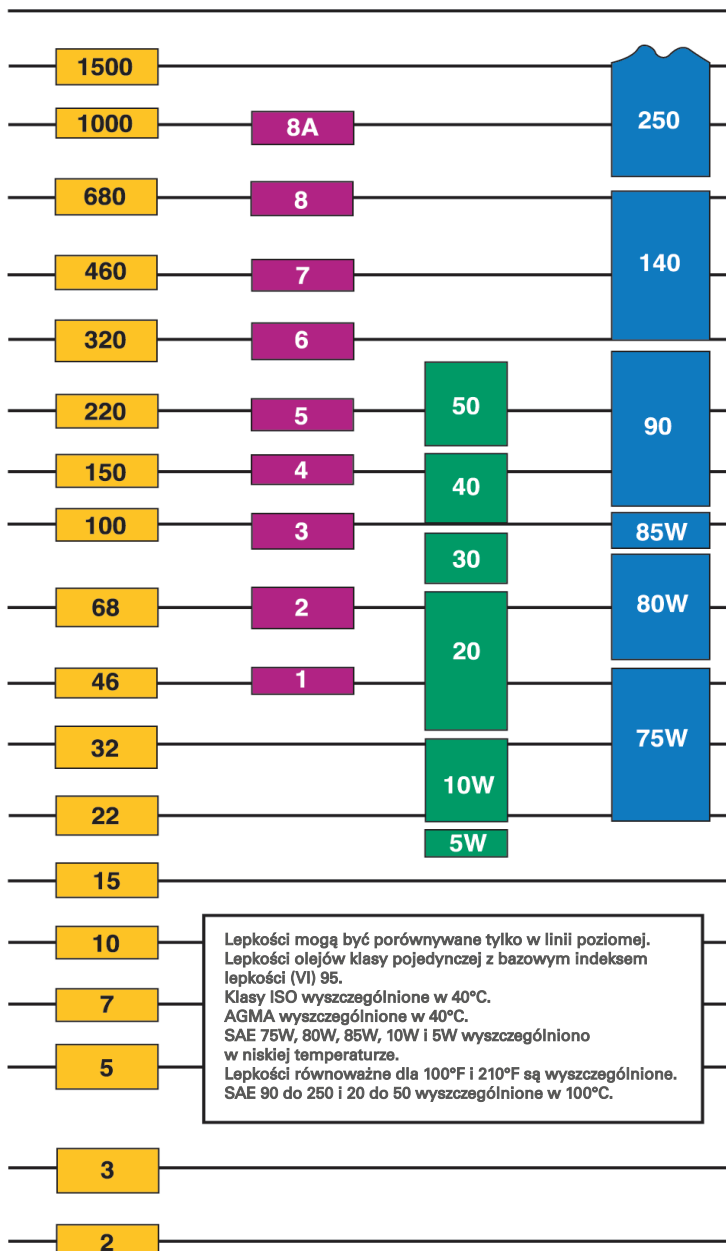 1500
250
1000
8A
680
8
140
460
7
320
6
50
220
5
90
150
4
40
100
3
85W
30
68
2
80W
20
46
1
75W
32
10W
22
5W
15
10
7
5
Lepkości mogą być porównywane tylko w linii poziomej.
Lepkości olejów klasy pojedynczej z bazowym indeksem
lepkości (VI) 95.
Klasy ISO wyszczególnione w 40°C.
AGMA wyszczególnione w 40°C.
SAE 75W, 80W, 85W, 10W i 5W wyszczególniono
w niskiej temperaturze.
Lepkości równoważne dla 100°F i 210°F są wyszczególnione.
SAE 90 do 250 i 20 do 50 wyszczególnione w 100°C.
3
2